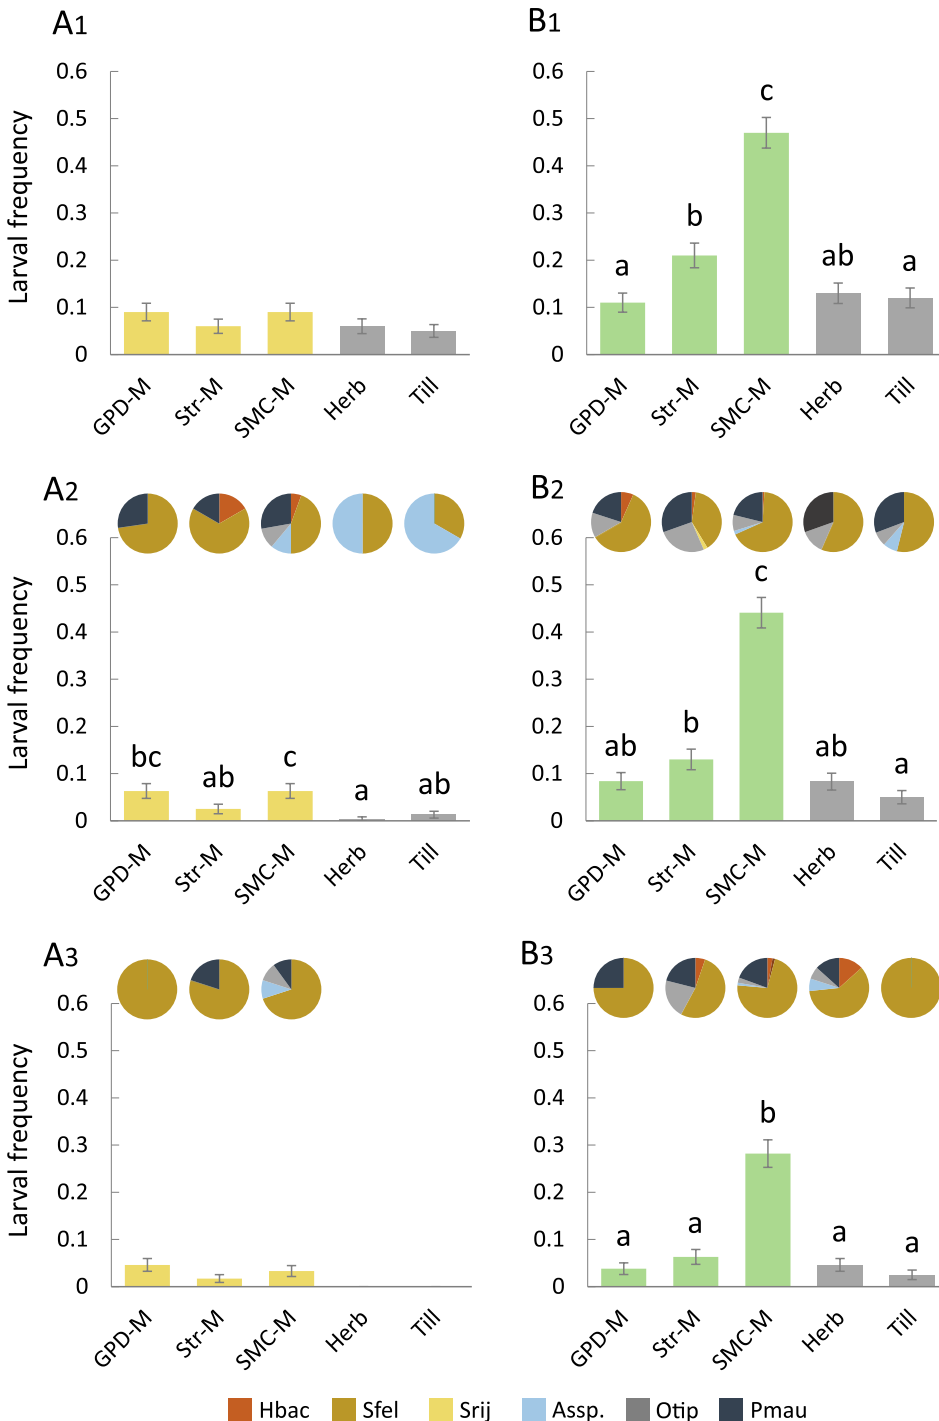 A1
Larval frequency
0.6
0.5
0.4
0.3
0.2
0.1
0
GPD-M Str-M SMC-M Herb Till
B1
0.6
0.5
0.4
0.3
0.2
0.1
0
a b c ab a
GPD-M Str-M SMC-M Herb Till
A2
Larval frequency
0.6
0.5
0.4
0.3
0.2
0.1
0
bc ab c a ab
GPD-M Str-M SMC-M Herb Till
B2
0.6
0.5
0.4
0.3
0.2
0.1
0
ab b c ab a
GPD-M Str-M SMC-M Herb Till
A3
Larval frequency
0.6
0.5
0.4
0.3
0.2
0.1
0
GPD-M Str-M SMC-M Herb Till
B3
0.6
0.5
0.4
0.3
0.2
0.1
0
a a b a a
GPD-M Str-M SMC-M Herb Till
Hbac Sfel Srij Assp. Otip Pmau